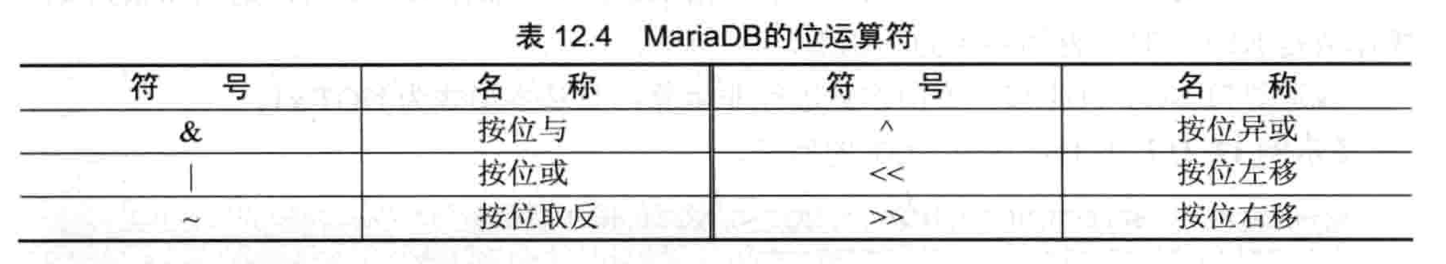 表 12.4 MariaDB的位运算符
符 号 名 称 符 号 名 称
& 按位与 ^ 按位异或
| 按位或 << 按位左移
~ 按位取反 >> 按位右移